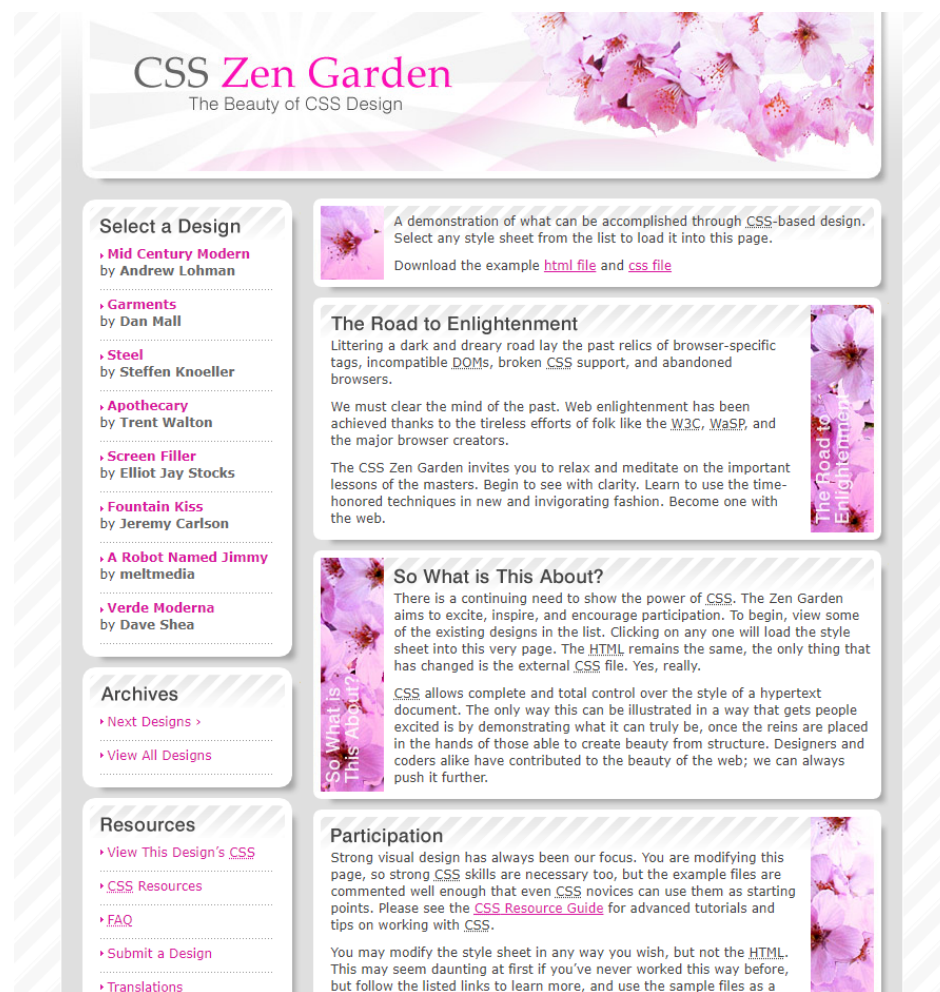 CSS Zen Garden
The Beauty of CSS Design
Select a Design
Mid Century Modern
by Andrew Lohman
Garments
by Dan Mall
Steel
by Steffen Knoeller
Apothecary
by Trent Walton
Screen Filler
by Elliot Jay Stocks
Fountain Kiss
by Jeremy Carlson
A Robot Named Jimmy
by meltmedia
Verde Moderna
by Dave Shea
Archives
Next Designs ›
View All Designs
Resources
View This Design’s CSS
CSS Resources
FAQ
Submit a Design
Translations
A demonstration of what can be accomplished through CSS-based design.
Select any style sheet from the list to load it into this page.
Download the example html file and css file
The Road to Enlightenment
Littering a dark and dreary road lay the past relics of browser-specific
tags, incompatible DOMs, broken CSS support, and abandoned
browsers.
We must clear the mind of the past. Web enlightenment has been
achieved thanks to the tireless efforts of folk like the W3C, WaSP, and
the major browser creators.
The CSS Zen Garden invites you to relax and meditate on the important
lessons of the masters. Begin to see with clarity. Learn to use the time-
honored techniques in new and invigorating fashion. Become one with
the web.
The Road to
Enlightenment
So What is This About?
There is a continuing need to show the power of CSS. The Zen Garden
aims to excite, inspire, and encourage participation. To begin, view some
of the existing designs in the list. Clicking on any one will load the style
sheet into this very page. The HTML remains the same, the only thing that
has changed is the external CSS file. Yes, really.
CSS allows complete and total control over the style of a hypertext
document. The only way this can be illustrated in a way that gets people
excited is by demonstrating what it can truly be, once the reins are placed
in the hands of those able to create beauty from structure. Designers and
coders alike have contributed to the beauty of the web; we can always
push it further.
So What is
This About?
Participation
Strong visual design has always been our focus. You are modifying this
page, so strong CSS skills are necessary too, but the example files are
commented well enough that even CSS novices can use them as starting
points. Please see the CSS Resource Guide for advanced tutorials and
tips on working with CSS.
You may modify the style sheet in any way you wish, but not the HTML.
This may seem daunting at first if you’ve never worked this way before,
but follow the listed links to learn more, and use the sample files as a